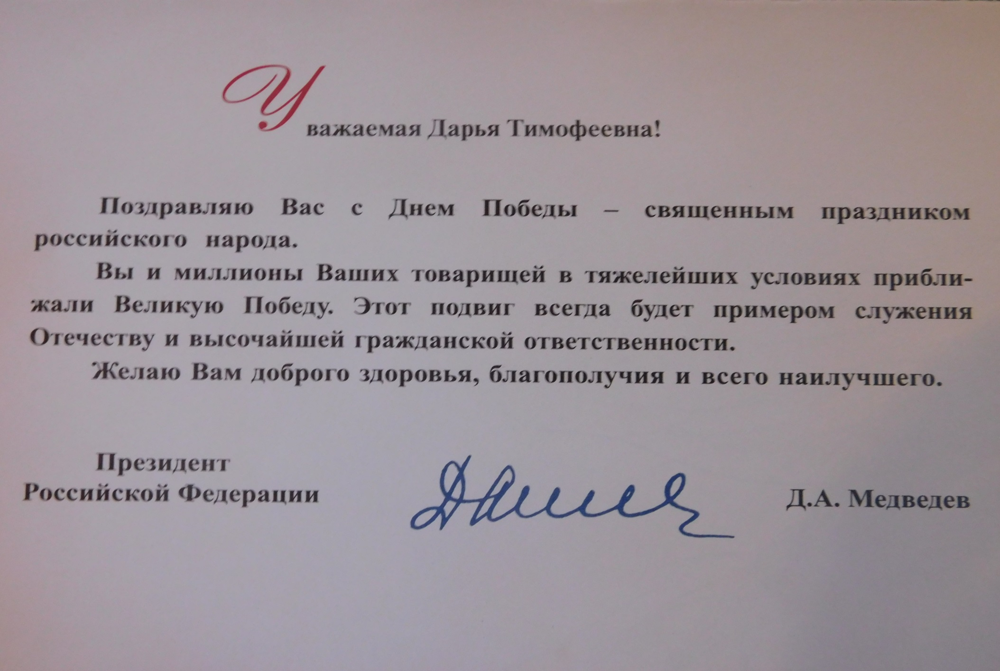 Уважаемая Дарья Тимофеевна!
Поздравляю Вас с Днем Победы – священным праздником
российского народа.
Вы и миллионы Ваших товарищей в тяжелейших условиях прибли-
жали Великую Победу. Этот подвиг всегда будет примером служения
Отечеству и высочайшей гражданской ответственности.
Желаю Вам доброго здоровья, благополучия и всего наилучшего.
Президент
Российской Федерации
Д.А. Медведев